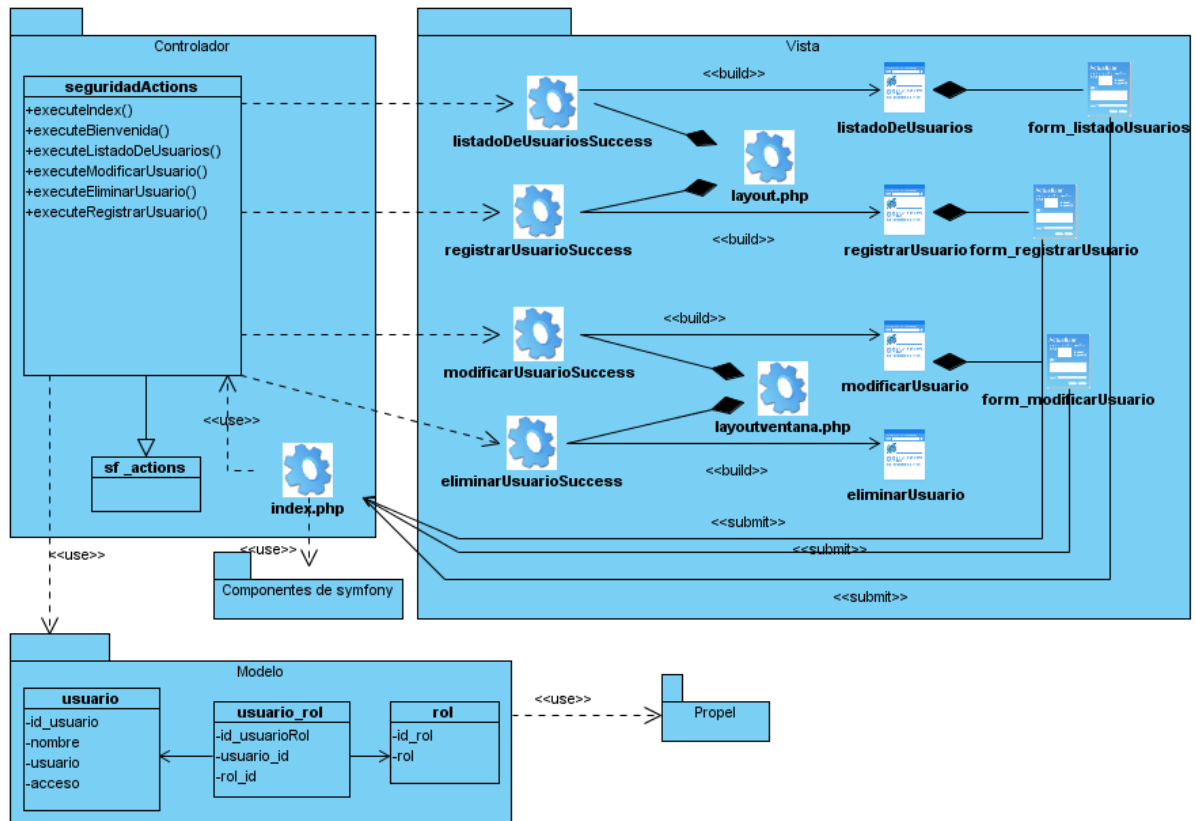 Controlador
seguridadActions
+executeIndex()
+executeBienvenida()
+executeListadoDeUsuarios()
+executeModificarUsuario()
+executeEliminarUsuario()
+executeRegistrarUsuario()
<<use>>
sf _actions
index.php
<<use>>
<<use>>
Componentes de symfony
Vista
<<build>>
listadoDeUsuariosSuccess
listadoDeUsuarios
form_listadoUsuarios
layout.php
<<build>>
registrarUsuarioSuccess
registrarUsuario
form_registrarUsuario
<<build>>
modificarUsuarioSuccess
modificarUsuario
form_modificarUsuario
layoutventana.php
<<build>>
eliminarUsuarioSuccess
eliminarUsuario
<<submit>>
<<submit>>
<<submit>>
Modelo
usuario
-id_usuario
-nombre
-usuario
-acceso
usuario_rol
-id_usuarioRol
-usuario_id
-rol_id
rol
-id_rol
-rol
<<use>>
Propel